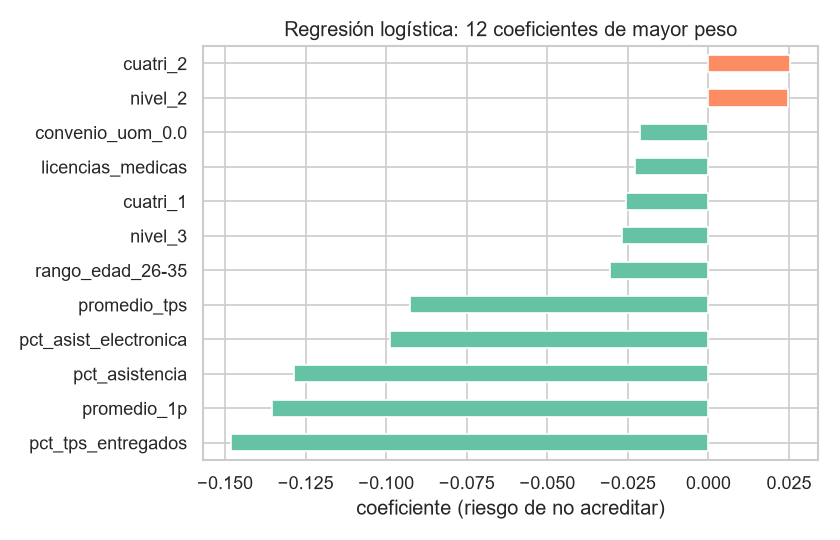 Regresión logística: 12 coeficientes de mayor peso
cuatri_2
nivel_2
convenio_uom_0.0
licencias_medicas
cuatri_1
nivel_3
rango_edad_26-35
promedio_tps
pct_asist_electronica
pct_asistencia
promedio_1p
pct_tps_entregados
−0.150 −0.125 −0.100 −0.075 −0.050 −0.025 0.000 0.025
coeficiente (riesgo de no acreditar)